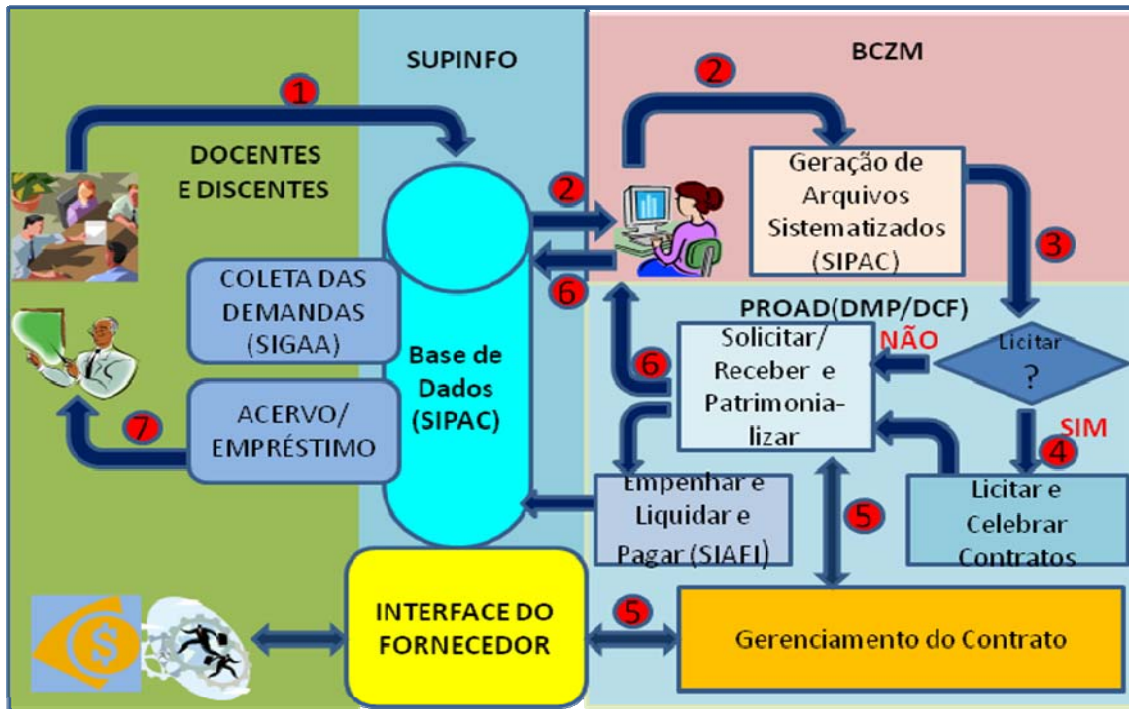 SUPINFO
BCZM
1
2
DOCENTES
E DISCENTES
Geração de
Arquivos
Sistematizados
(SIPAC)
2
3
6
COLETA DAS
DEMANDAS
(SIGAA)
Base de
Dados
(SIPAC)
PROAD(DMP/DCF)
Solicitar/
Receber e
Patrimonia-
lizar
NÃO
Licitar
?
6
ACERVO/
EMPRÉSTIMO
7
SIM
4
Empenhar e
Liquidar e
Pagar (SIAFI)
5
Licitar e
Celebrar
Contratos
INTERFACE DO
FORNECEDOR
5
Gerenciamento do Contrato
$